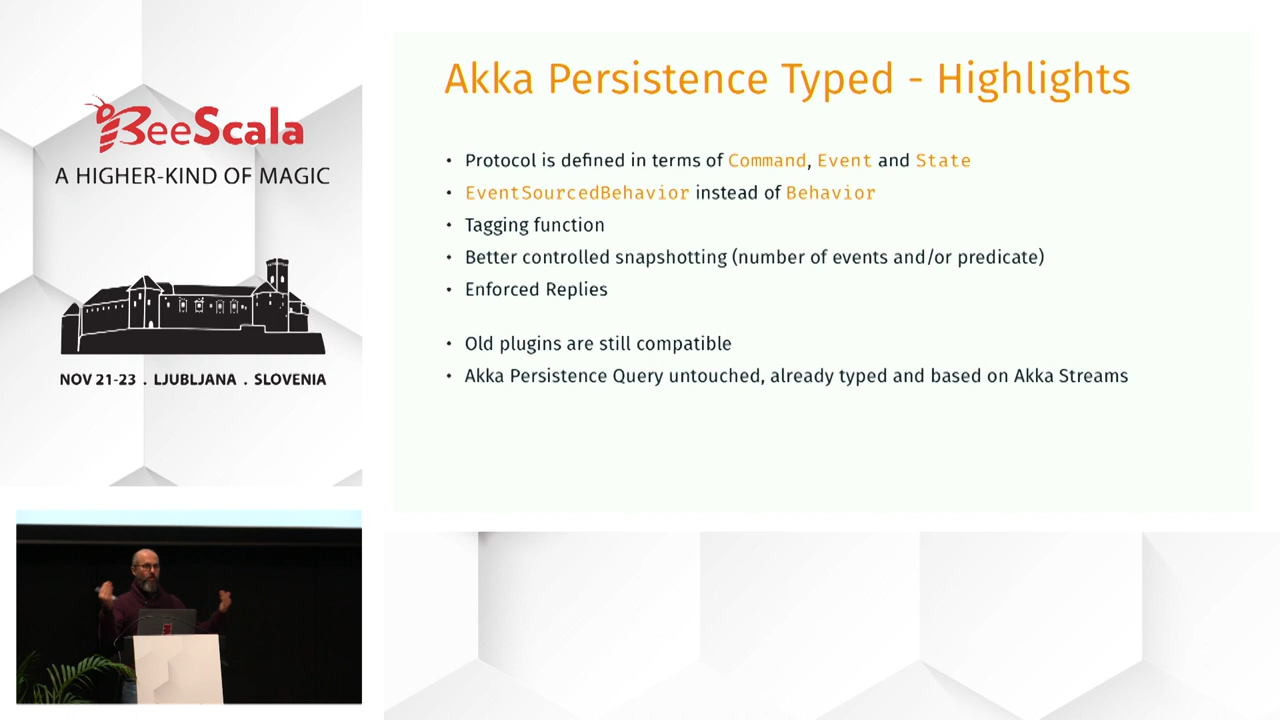 BeeScala
A HIGHER-KIND OF MAGIC
NOV 21-23 . LJUBLJANA . SLOVENIA
Akka Persistence Typed - Highlights
• Protocol is defined in terms of Command, Event and State
• EventSourcedBehavior instead of Behavior
• Tagging function
• Better controlled snapshotting (number of events and/or predicate)
• Enforced Replies
• Old plugins are still compatible
• Akka Persistence Query untouched, already typed and based on Akka Streams